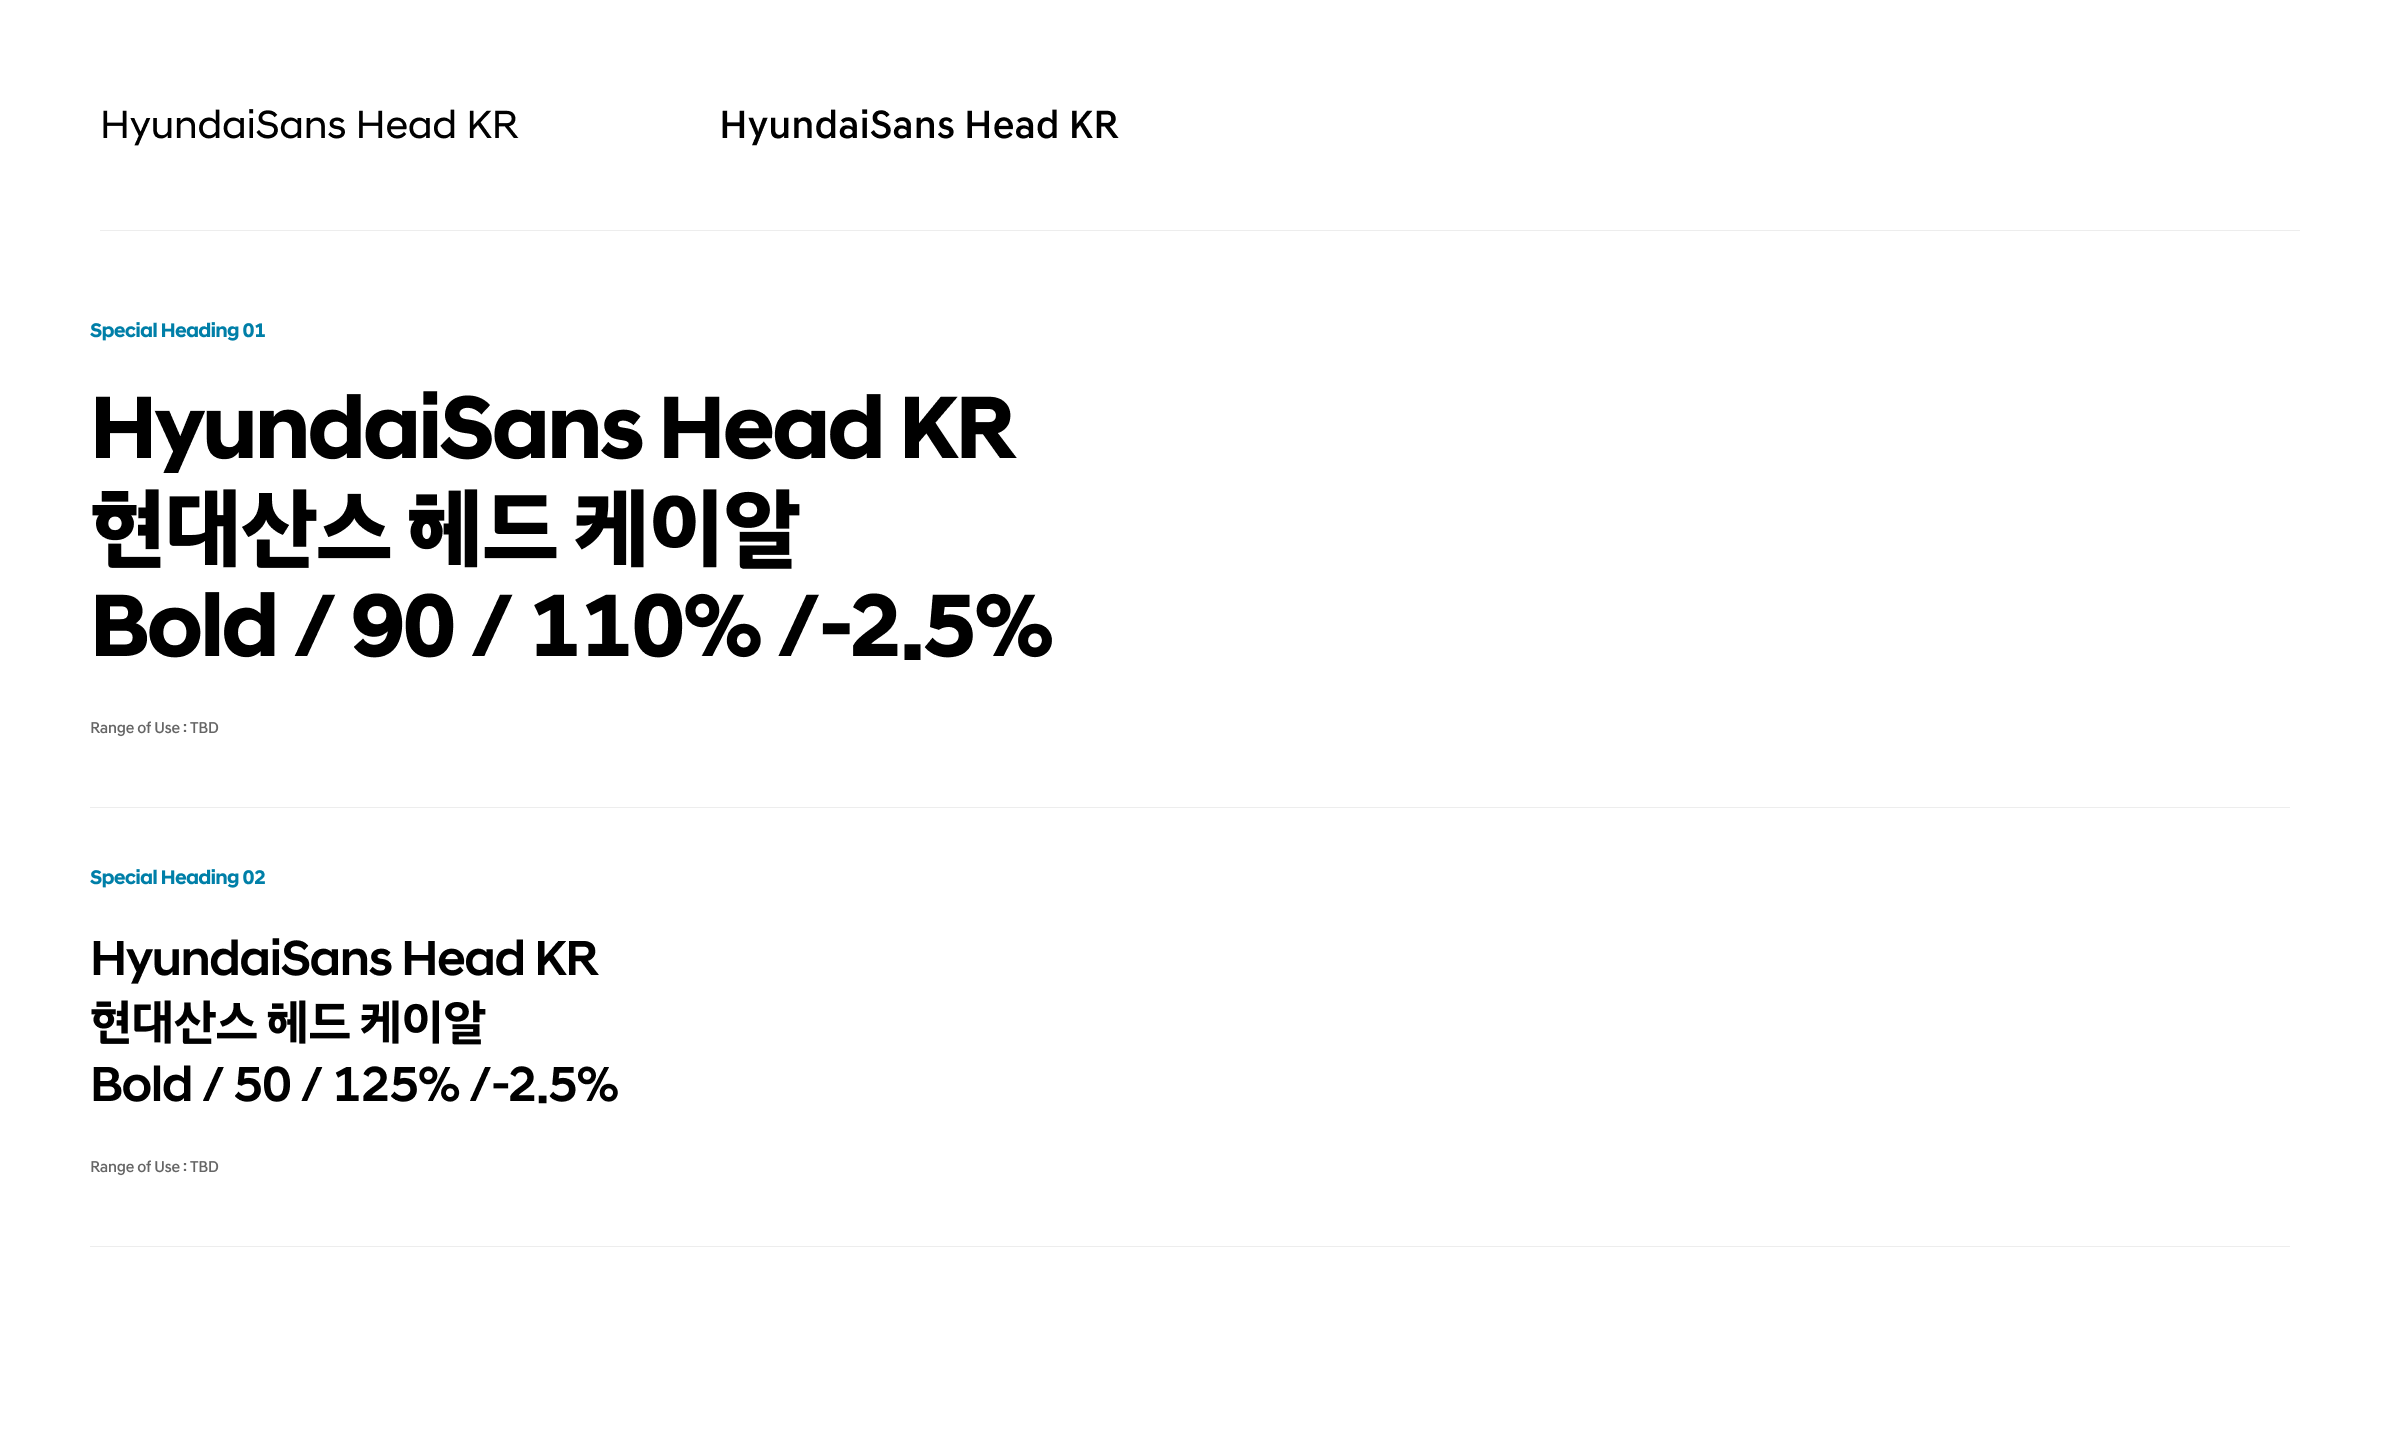 HyundaiSans Head KR
HyundaiSans Head KR
Special Heading 01
HyundaiSans Head KR
현대산스 헤드 케이알
Bold / 90 / 110% /-2.5%
Range of Use : TBD
Special Heading 02
HyundaiSans Head KR
현대산스 헤드 케이알
Bold / 50 / 125% /-2.5%
Range of Use : TBD